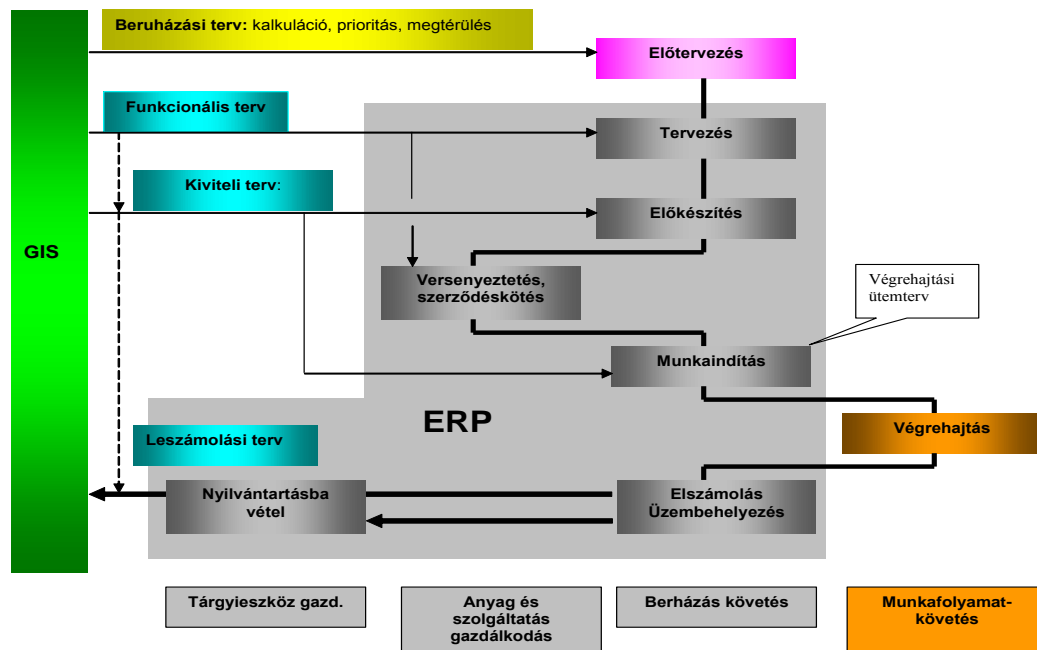 Beruházási terv: kalkuláció, prioritás, megtérülés
Előtervezés
Funkcionális terv
Tervezés
Kiviteli terv:
Előkészítés
GIS
Versenyeztetés,
szerződéskötés
Végrehajtási
ütemterv
Munkaindítás
ERP
Végrehajtás
Leszámolási terv
Nyilvántartásba
vétel
Elszámolás
Üzembehelyezés
Tárgyieszköz gazd.
Anyag és
szolgáltatás
gazdálkodás
Berházás követés
Munkafolyamat-
követés